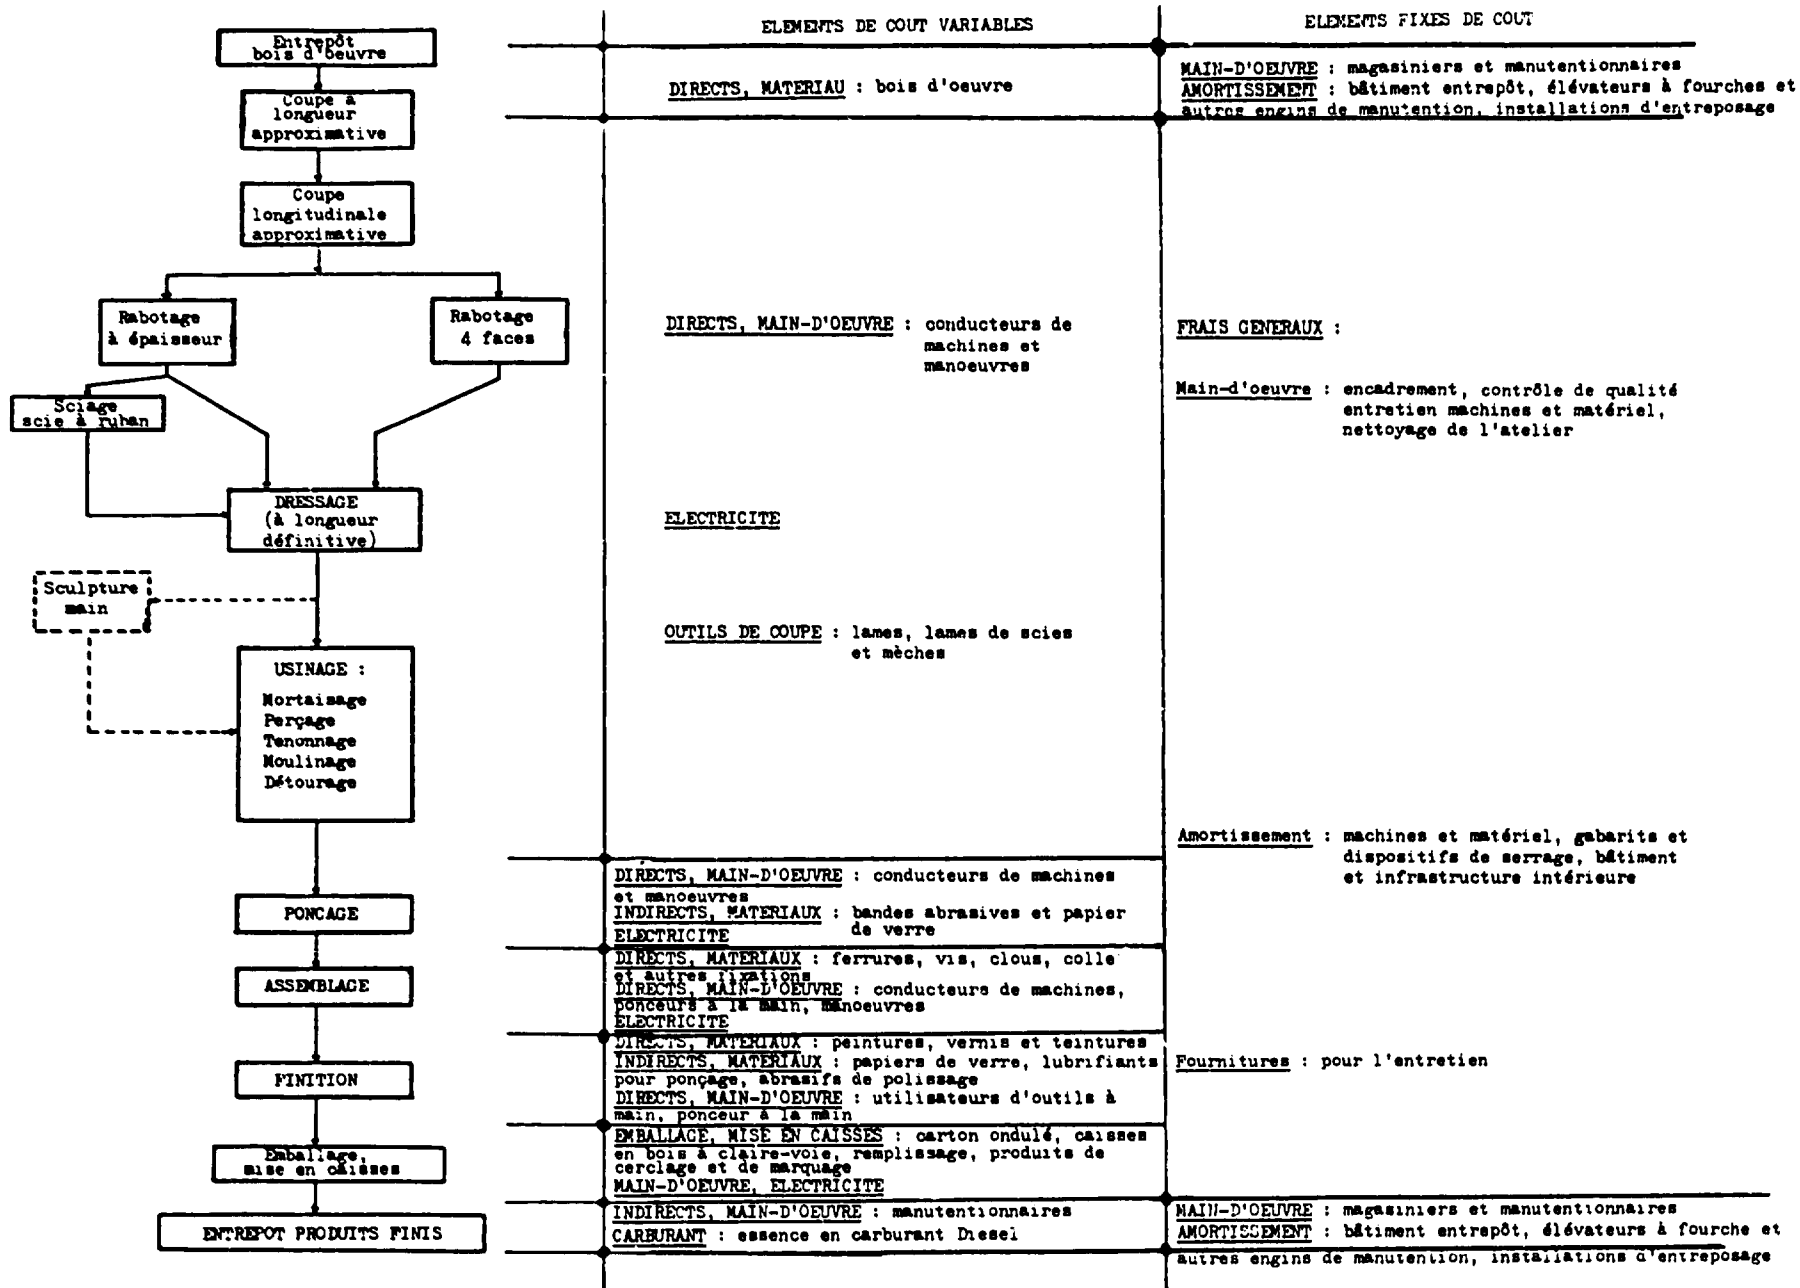 Entrepôt
bois d'oeuvre
Coupe à
longueur
approximative
Coupe
longitudinale
approximative
Rabotage
à épaisseur
Rabotage
4 faces
Sciage
scie à ruban
DRESSAGE
(à longueur
définitive)
Sculpture
main
USINAGE :
Mortaisage
Perçage
Tenonnage
Moulinage
Détourage
PONCAGE
ASSEMBLAGE
FINITION
Emballage,
mise en caisses
ENTREPOT PRODUITS FINIS
ELEMENTS DE COUT VARIABLES
DIRECTS, MATERIAU : bois d'oeuvre
DIRECTS, MAIN-D'OEUVRE : conducteurs de
machines et
manoeuvres
ELECTRICITE
OUTILS DE COUPE : lames, lames de scies
et mèches
DIRECTS, MAIN-D'OEUVRE : conducteurs de machines
et manoeuvres
INDIRECTS, MATERIAUX : bandes abrasives et papier
de verre
ELECTRICITE
DIRECTS, MATERIAUX : ferrures, vis, clous, colle
et autres fixations
DIRECTS, MAIN-D'OEUVRE : conducteurs de machines,
ponceurs à la main, manoeuvres
ELECTRICITE
DIRECTS, MATERIAUX : peintures, vernis et teintures
INDIRECTS, MATERIAUX : papiers de verre, lubrifiants
pour ponçage, abrasifs de polissage
DIRECTS, MAIN-D'OEUVRE : utilisateurs d'outils à
main, ponceur à la main
EMBALLAGE, MISE EN CAISSES : carton ondulé, caisses
en bois à claire-voie, remplissage, produits de
cerclage et de marquage
MAIN-D'OEUVRE, ELECTRICITE
INDIRECTS, MAIN-D'OEUVRE : manutentionnaires
CARBURANT : essence en carburant Diesel
ELEMENTS FIXES DE COUT
MAIN-D'OEUVRE : magasiniers et manutentionnaires
AMORTISSEMENT : bâtiment entrepôt, élévateurs à fourches et
autres engins de manutention, installations d'entreposage
FRAIS GENERAUX :
Main-d'oeuvre : encadrement, contrôle de qualité
entretien machines et matériel,
nettoyage de l'atelier
Amortissement : machines et matériel, gabarits et
dispositifs de serrage, bâtiment
et infrastructure intérieure
Fournitures : pour l'entretien
MAIN-D'OEUVRE : magasiniers et manutentionnaires
AMORTISSEMENT : bâtiment entrepôt, élévateurs à fourche et
autres engins de manutention, installations d'entreposage